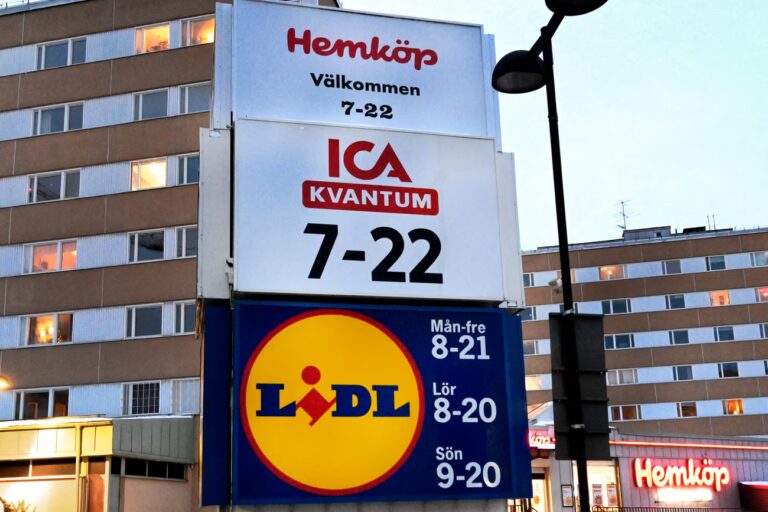 Hemköp
Välkommen
7-22
ICA
KVANTUM
7-22
LIDL
Mån-fre
8-21
Lör
8-20
Sön
9-20
köp
Hemköp